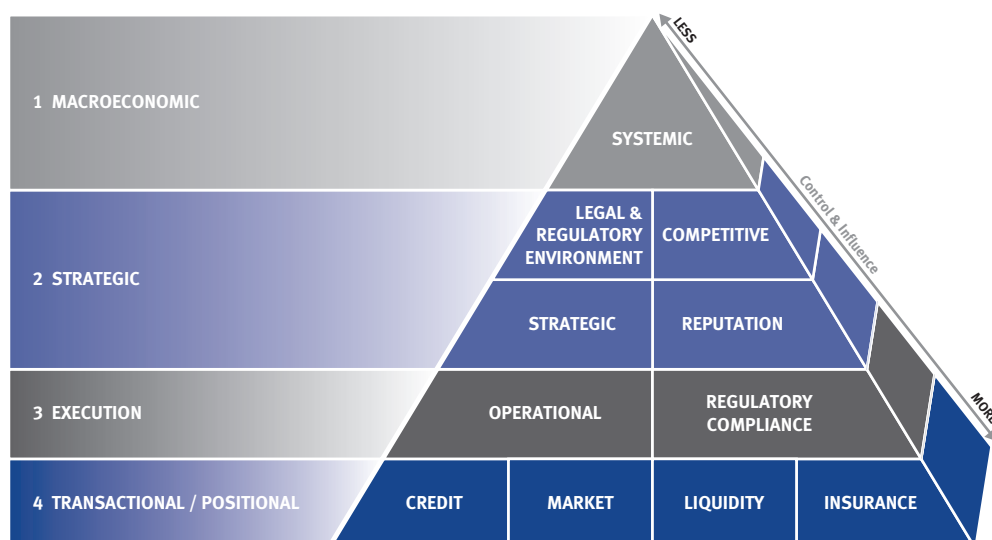 LESS
1 MACROECONOMIC
SYSTEMIC
Control & Influence
LEGAL &
REGULATORY
ENVIRONMENT
COMPETITIVE
2 STRATEGIC
STRATEGIC
REPUTATION
MORE
3 EXECUTION
OPERATIONAL
REGULATORY
COMPLIANCE
4 TRANSACTIONAL / POSITIONAL
CREDIT
MARKET
LIQUIDITY
INSURANCE